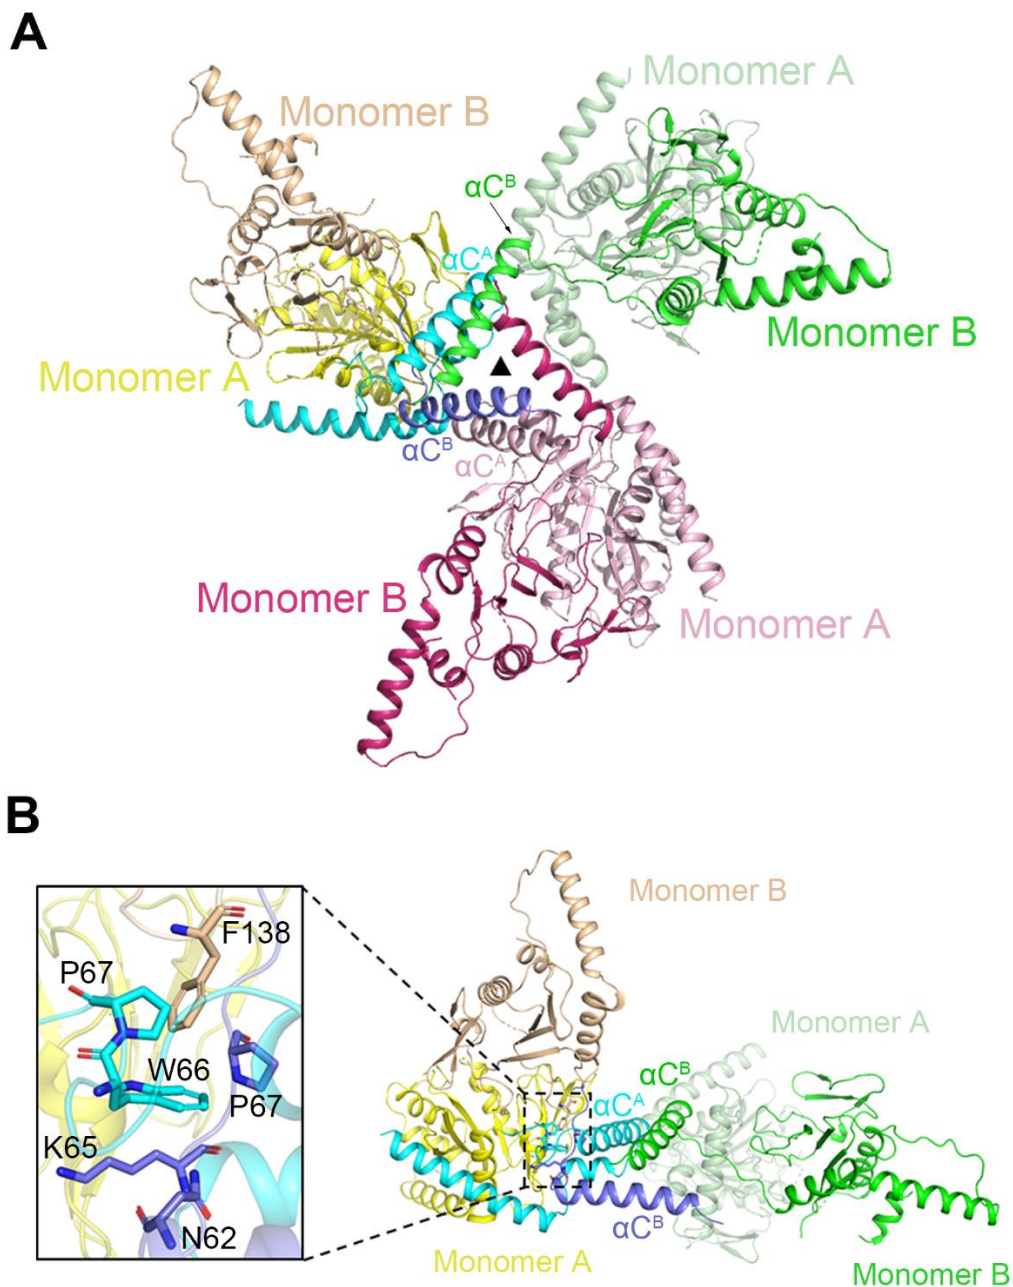 A
Monomer A
Monomer B
αCᴮ
αCᴬ
Monomer B
Monomer A
αCᴮ
αCᴬ
Monomer B
Monomer A
B
Monomer B
F138
P67
Monomer A
W66
αCᴮ
αCᴬ
P67
K65
αCᴮ
N62
Monomer A
Monomer B